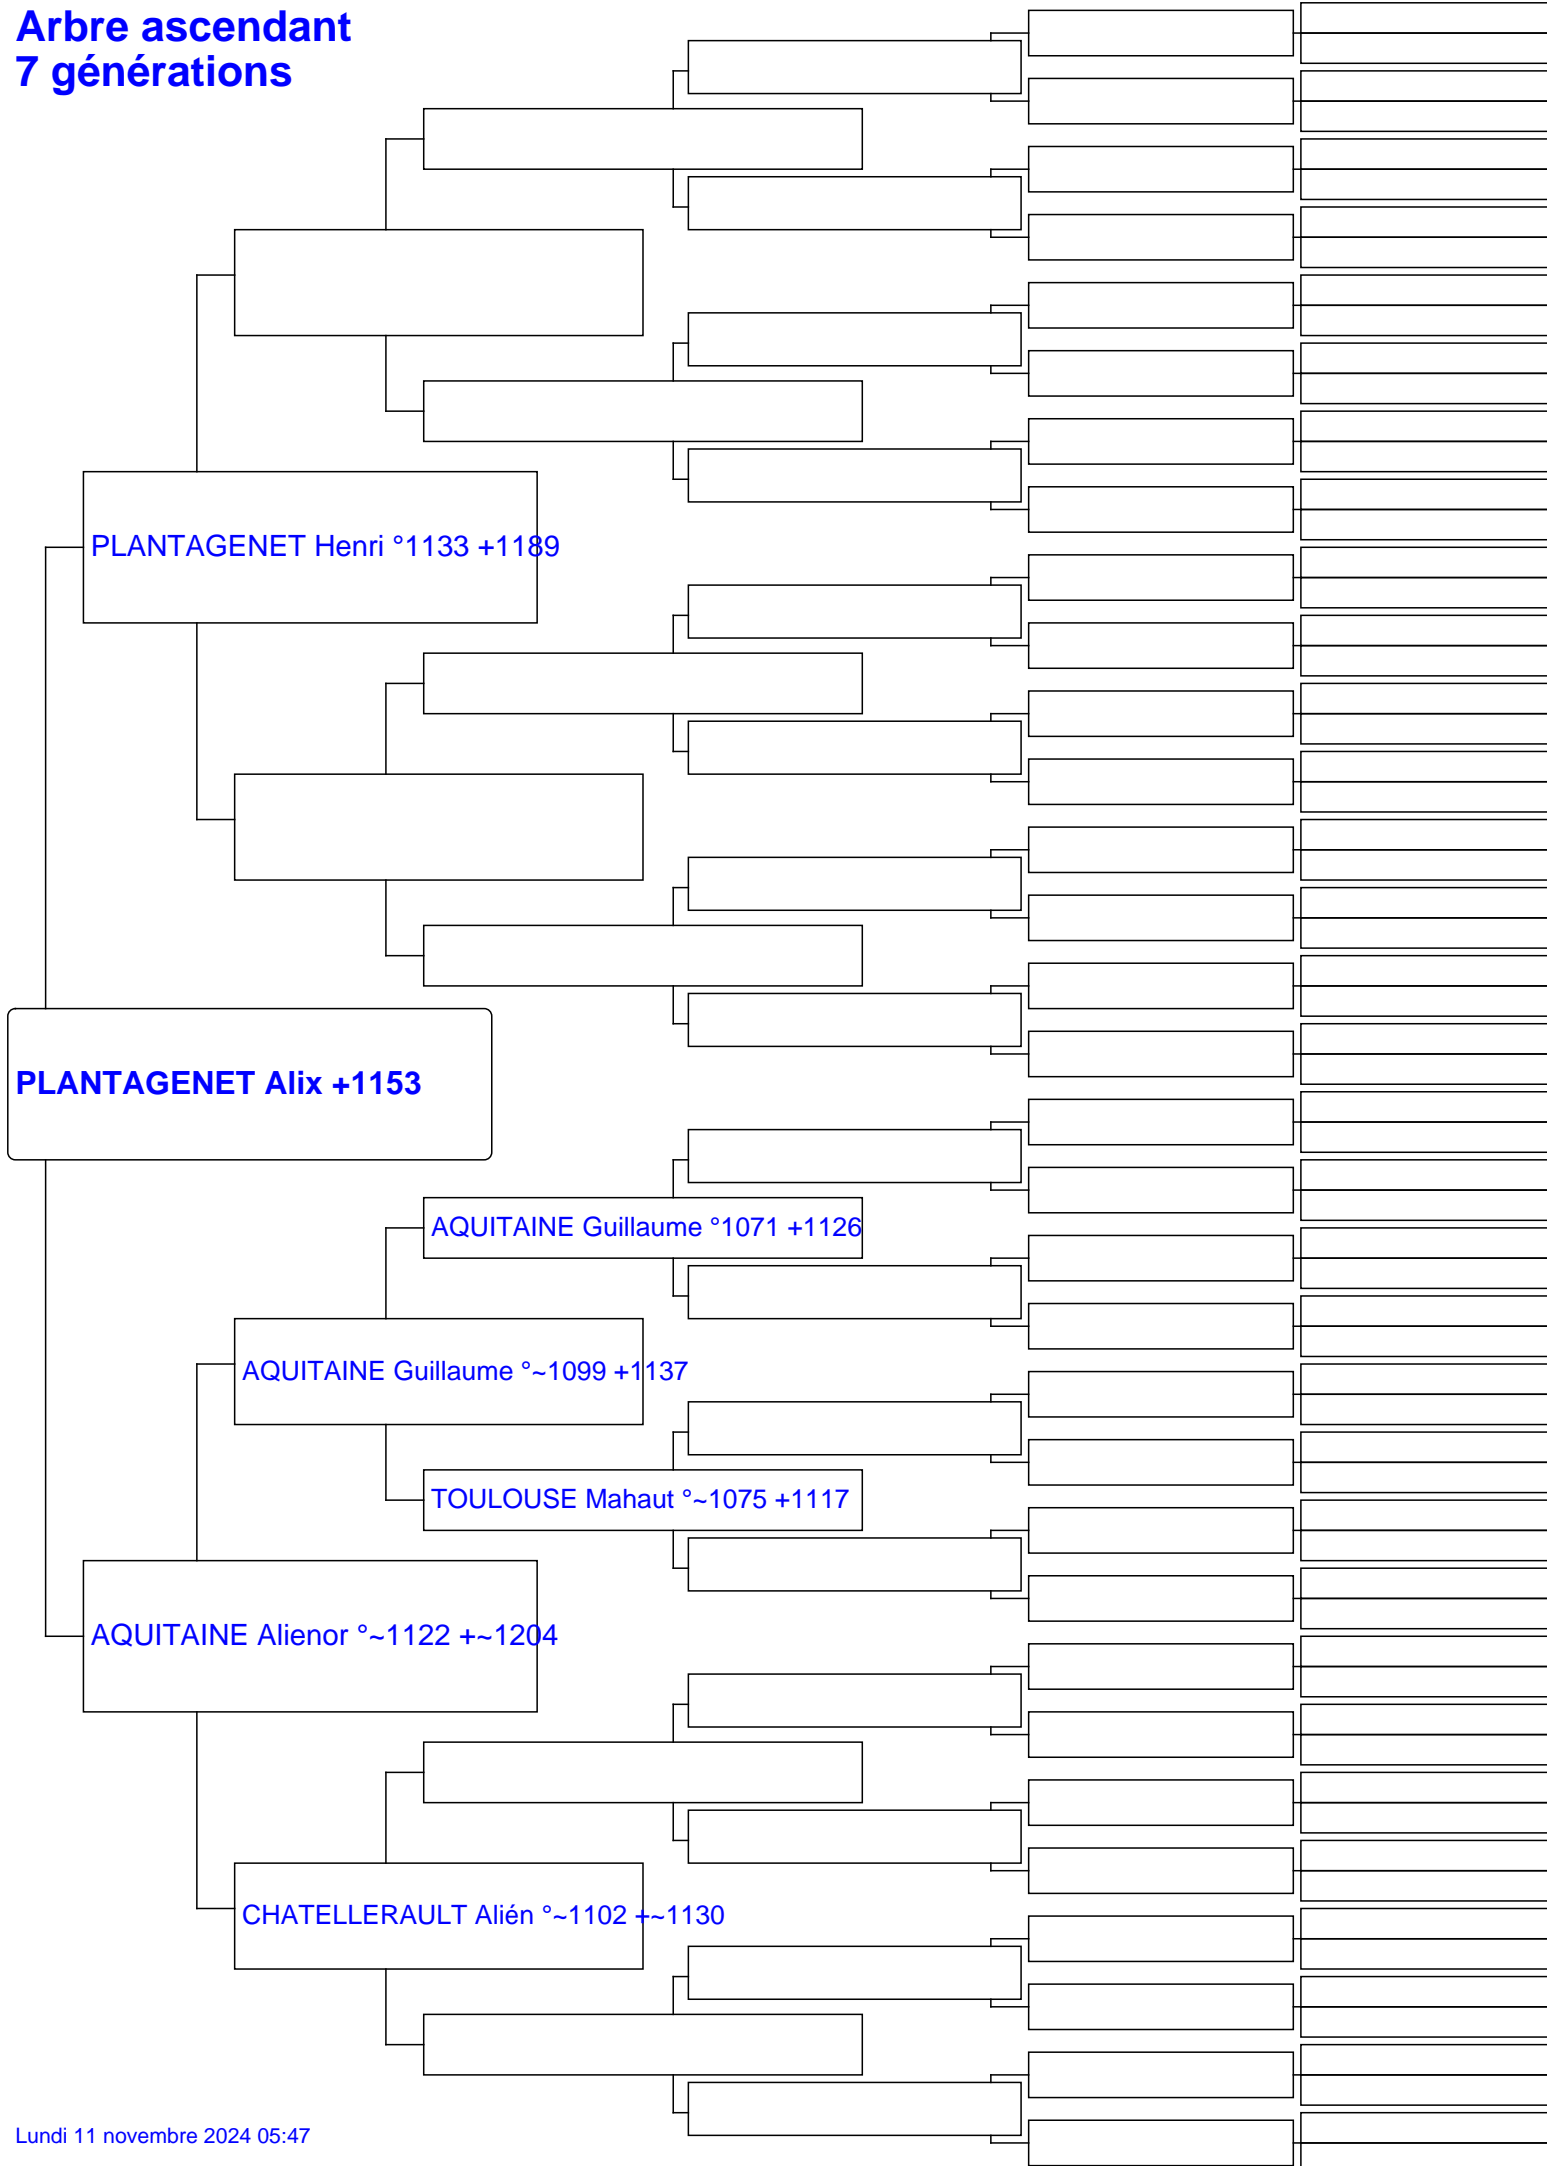 Arbre ascendant
7 générations
PLANTAGENET Henri °1133 +1189
PLANTAGENET Alix +1153
AQUITAINE Guillaume °1071 +1126
AQUITAINE Guillaume °~1099 +1137
TOULOUSE Mahaut °~1075 +1117
AQUITAINE Alienor °~1122 +~1204
CHATELLERAULT Alién °~1102 +~1130
Lundi 11 novembre 2024 05:47